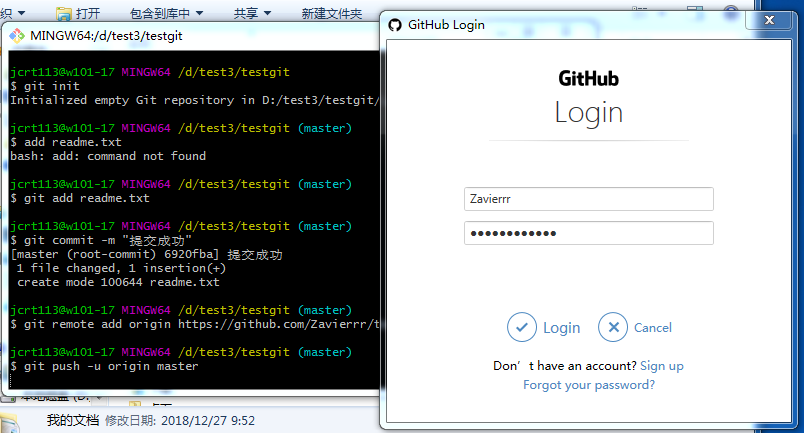 织
打开
包含到库中
共享
新建文件夹
MINGW64:/d/test3/testgit
jcrt113@w101-17 MINGW64 /d/test3/testgit
$ git init
Initialized empty Git repository in D:/test3/testgit/
jcrt113@w101-17 MINGW64 /d/test3/testgit (master)
$ add readme.txt
bash: add: command not found
jcrt113@w101-17 MINGW64 /d/test3/testgit (master)
$ git add readme.txt
jcrt113@w101-17 MINGW64 /d/test3/testgit (master)
$ git commit -m "提交成功"
[master (root-commit) 6920fba] 提交成功
1 file changed, 1 insertion(+)
create mode 100644 readme.txt
jcrt113@w101-17 MINGW64 /d/test3/testgit (master)
$ git remote add origin https://github.com/Zavierrr/t
jcrt113@w101-17 MINGW64 /d/test3/testgit (master)
$ git push -u origin master
GitHub Login
GitHub
Login
Zavierrr
●●●●●●●●●●●●
Login
Cancel
Don't have an account? Sign up
Forgot your password?
我的文档 修改日期: 2018/12/27 9:52